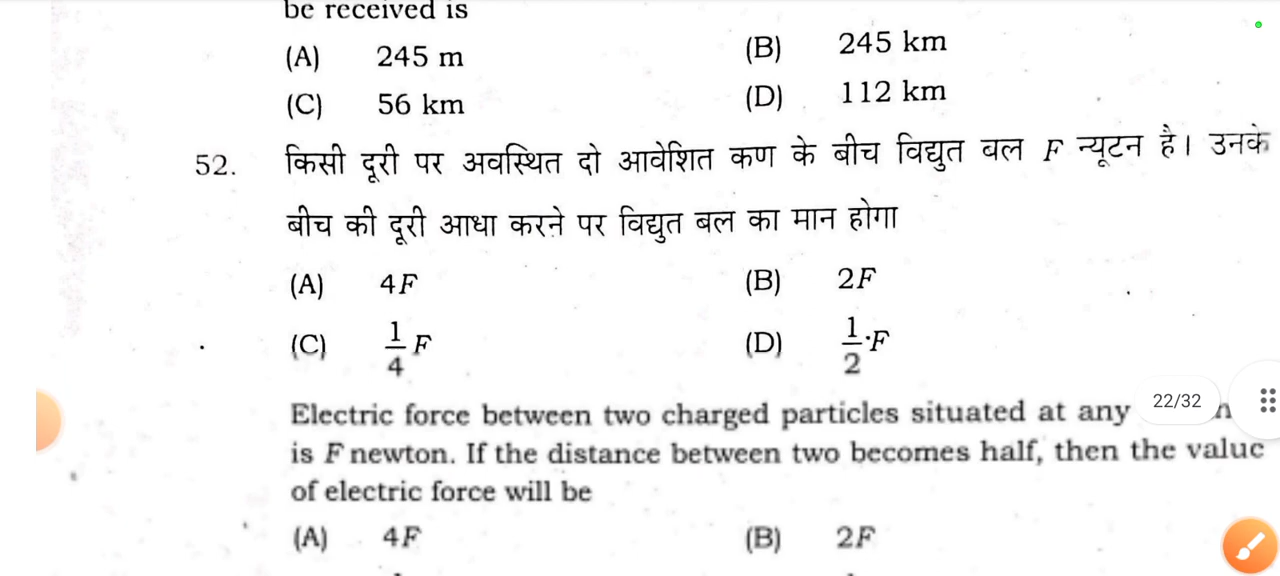 be received is
(A) 245 m (B) 245 km
(C) 56 km (D) 112 km
52. किसी दूरी पर अवस्थित दो आवेशित कण के बीच विद्युत बल F न्यूटन है। उनके
बीच की दूरी आधा करने पर विद्युत बल का मान होगा
(A) 4F (B) 2F
(C) 1/4 F (D) 1/2 F
Electric force between two charged particles situated at any
22/32
is F newton. If the distance between two becomes half, then the value
of electric force will be
(A) 4F (B) 2F